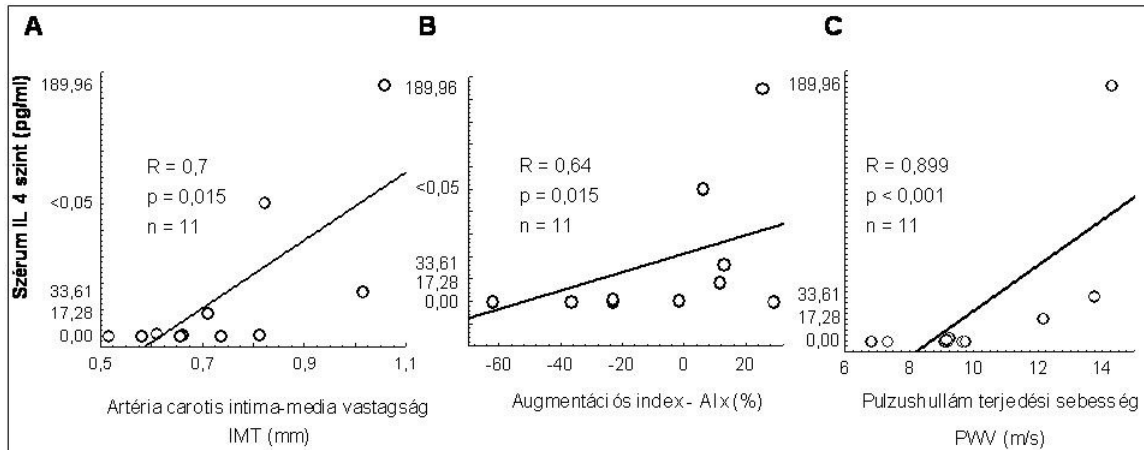 A
B
C
Szérum IL 4 szint (pg/ml)
189,96
<0,05
33,61
17,28
0,00
R = 0,7
p = 0,015
n = 11
0,5
0,7
0,9
1,1
Artéria carotis intima-media vastagság
IMT (mm)
189,96
<0,05
33,61
17,28
0,00
R = 0,64
p = 0,015
n = 11
-60
-40
-20
0
20
Augmentációs index - AIx (%)
189,96
33,61
17,28
0,00
R = 0,899
p < 0,001
n = 11
6
8
10
12
14
Pulzushullám terjedési sebesség
PWV (m/s)